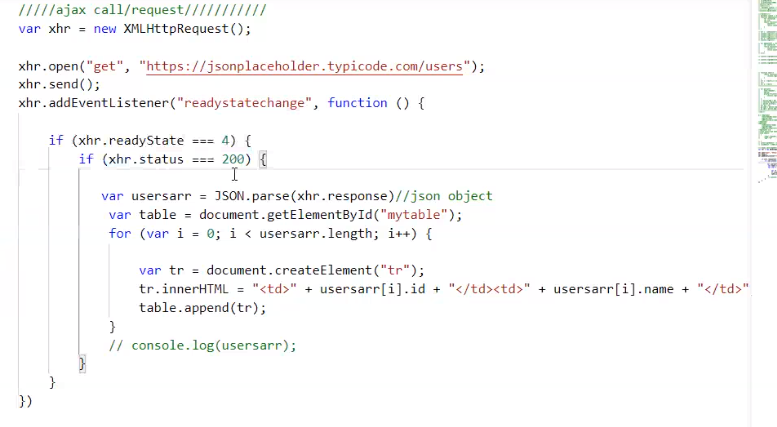 /////ajax call/request///////////
var xhr = new XMLHttpRequest();
xhr.open("get", "https://jsonplaceholder.typicode.com/users");
xhr.send();
xhr.addEventListener("readystatechange", function () {
if (xhr.readyState === 4) {
if (xhr.status === 200) {
var usersarr = JSON.parse(xhr.response)//json object
var table = document.getElementById("mytable");
for (var i = 0; i < usersarr.length; i++) {
var tr = document.createElement("tr");
tr.innerHTML = "<td>" + usersarr[i].id + "</td><td>" + usersarr[i].name + "</td>"
table.append(tr);
}
// console.log(usersarr);
}
}
})